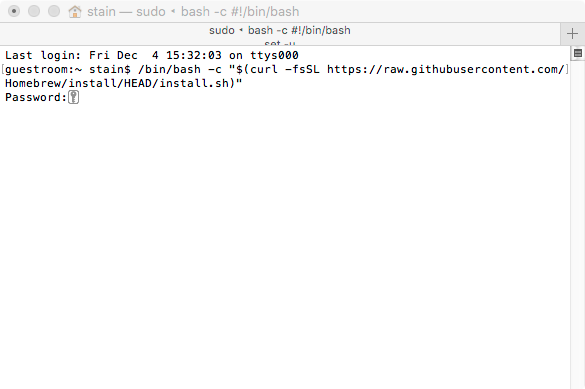 stain — sudo ◂ bash -c #!/bin/bash
sudo ◂ bash -c #!/bin/bash
set -u
Last login: Fri Dec  4 15:32:03 on ttys000
[guestroom:~ stain$ /bin/bash -c "$(curl -fsSL https://raw.githubusercontent.com/]
Homebrew/install/HEAD/install.sh)"
Password: